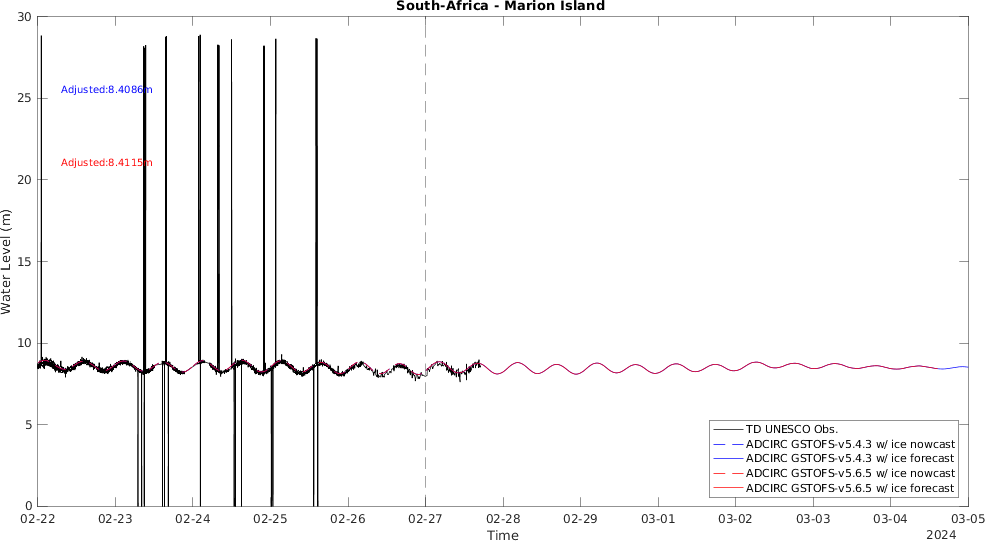 South-Africa - Marion Island
30
25
20
15
10
5
0
Water Level (m)
Adjusted:8.4086m
Adjusted:8.4115m
TD UNESCO Obs.
ADCIRC GSTOFS-v5.4.3 w/ ice nowcast
ADCIRC GSTOFS-v5.4.3 w/ ice forecast
ADCIRC GSTOFS-v5.6.5 w/ ice nowcast
ADCIRC GSTOFS-v5.6.5 w/ ice forecast
02-22 02-23 02-24 02-25 02-26 02-27 02-28 02-29 03-01 03-02 03-03 03-04 03-05
Time
2024